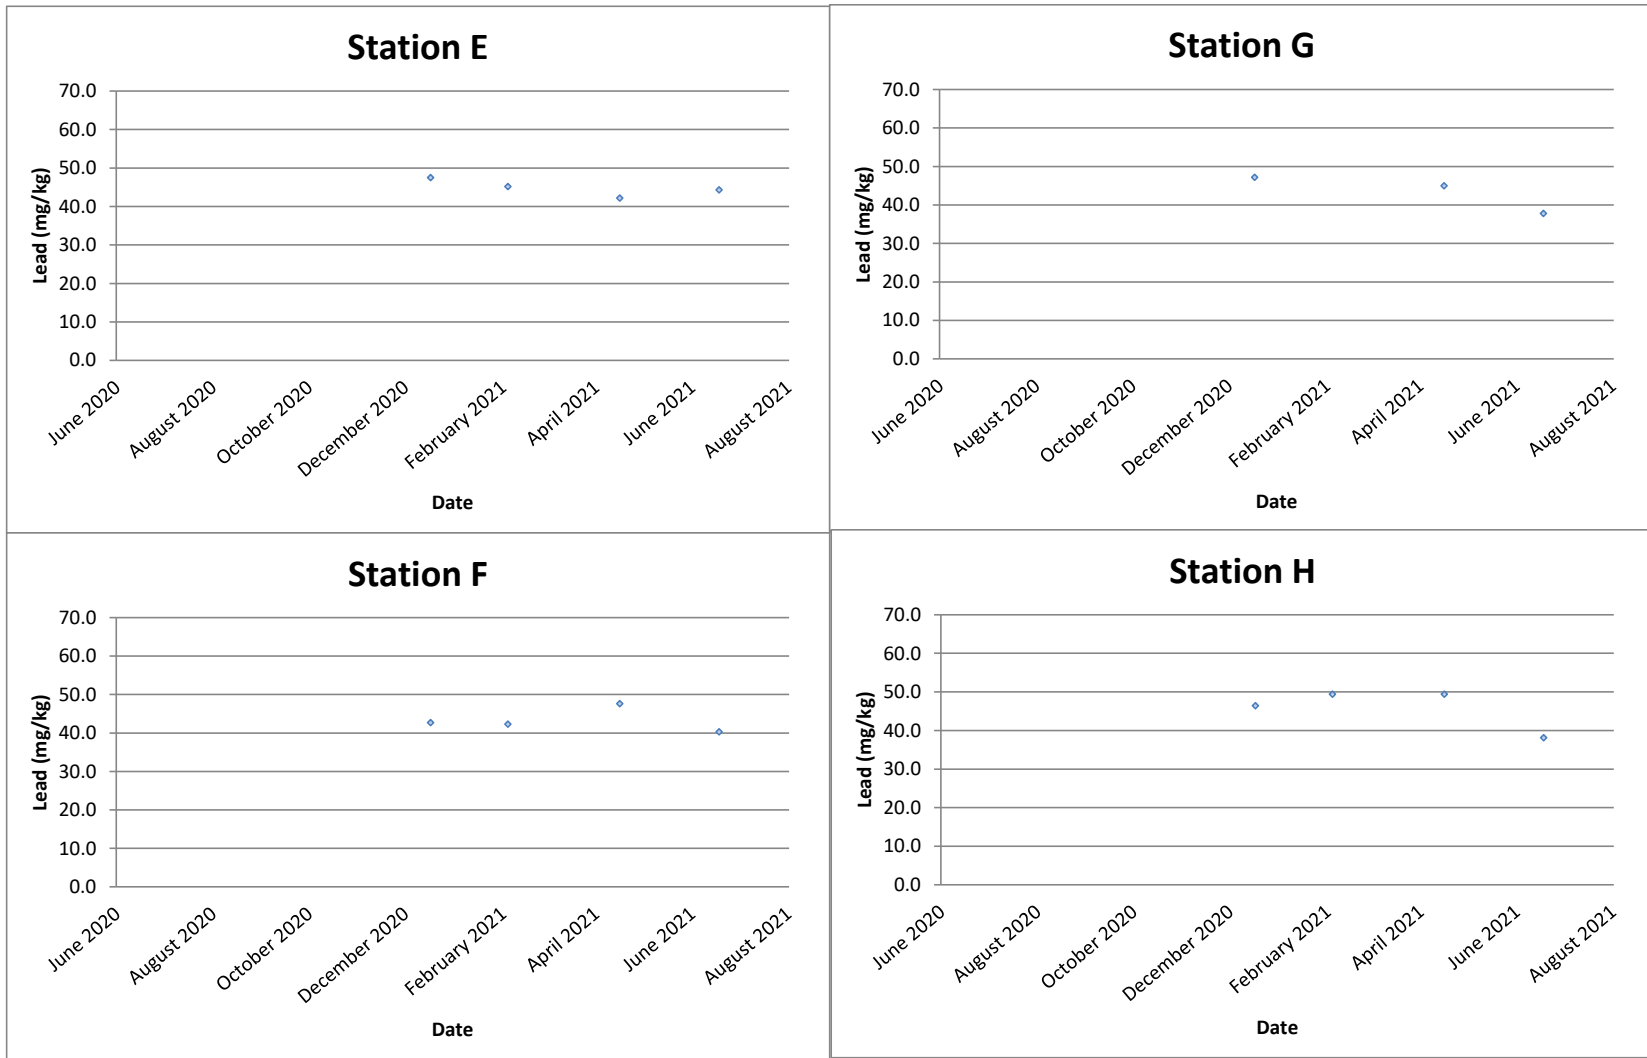 Station E
70.0
60.0
50.0
40.0
30.0
20.0
10.0
0.0
Lead (mg/kg)
June 2020
August 2020
October 2020
December 2020
February 2021
April 2021
June 2021
August 2021
Date
Station G
70.0
60.0
50.0
40.0
30.0
20.0
10.0
0.0
Lead (mg/kg)
June 2020
August 2020
October 2020
December 2020
February 2021
April 2021
June 2021
August 2021
Date
Station F
70.0
60.0
50.0
40.0
30.0
20.0
10.0
0.0
Lead (mg/kg)
June 2020
August 2020
October 2020
December 2020
February 2021
April 2021
June 2021
August 2021
Date
Station H
70.0
60.0
50.0
40.0
30.0
20.0
10.0
0.0
Lead (mg/kg)
June 2020
August 2020
October 2020
December 2020
February 2021
April 2021
June 2021
August 2021
Date